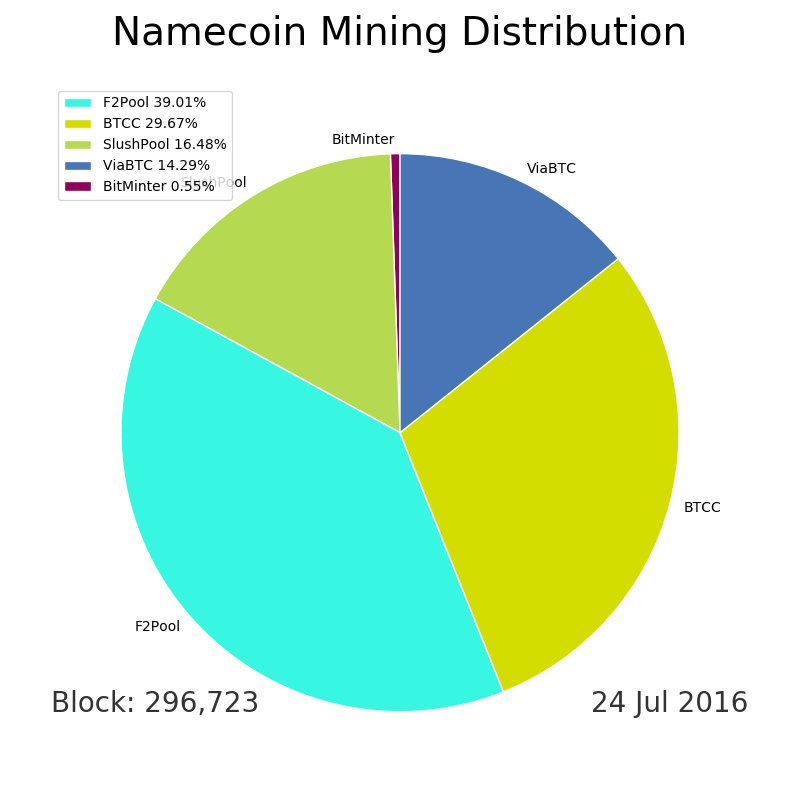 Namecoin Mining Distribution
F2Pool 39.01%
BTCC 29.67%
SlushPool 16.48%
ViaBTC 14.29%
BitMinter 0.55%
BitMinter
ViaBTC
SlushPool
BTCC
F2Pool
Block: 296,723
24 Jul 2016